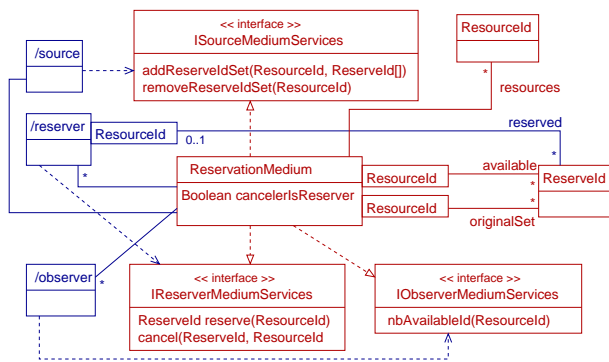 << interface >>
ISourceMediumServices
addReserveIdSet(ResourceId, ReserveId[])
removeReserveIdSet(ResourceId)
ResourceId
*
resources
/source
/reserver
ResourceId
0..1
reserved
*
*
ReservationMedium
Boolean cancelerIsReserver
ResourceId
available
*
ResourceId
*
originalSet
ReserveId
/observer
*
<< interface >>
IReserverMediumServices
ReserveId reserve(ResourceId)
cancel(ReserveId, ResourceId
<< interface >>
IObserverMediumServices
nbAvailableId(ResourceId)